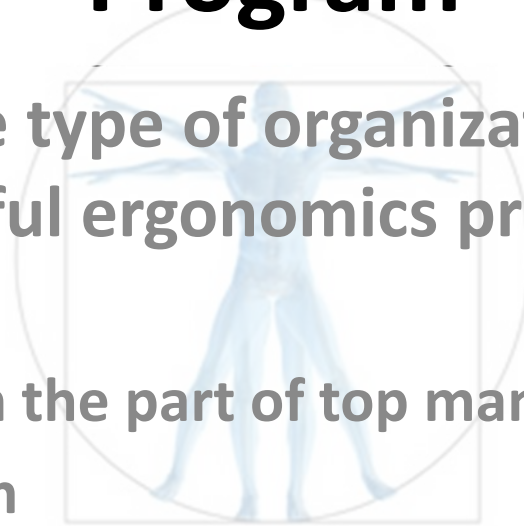 Program
e type of organizat
ful ergonomics pr
n the part of top mar
n